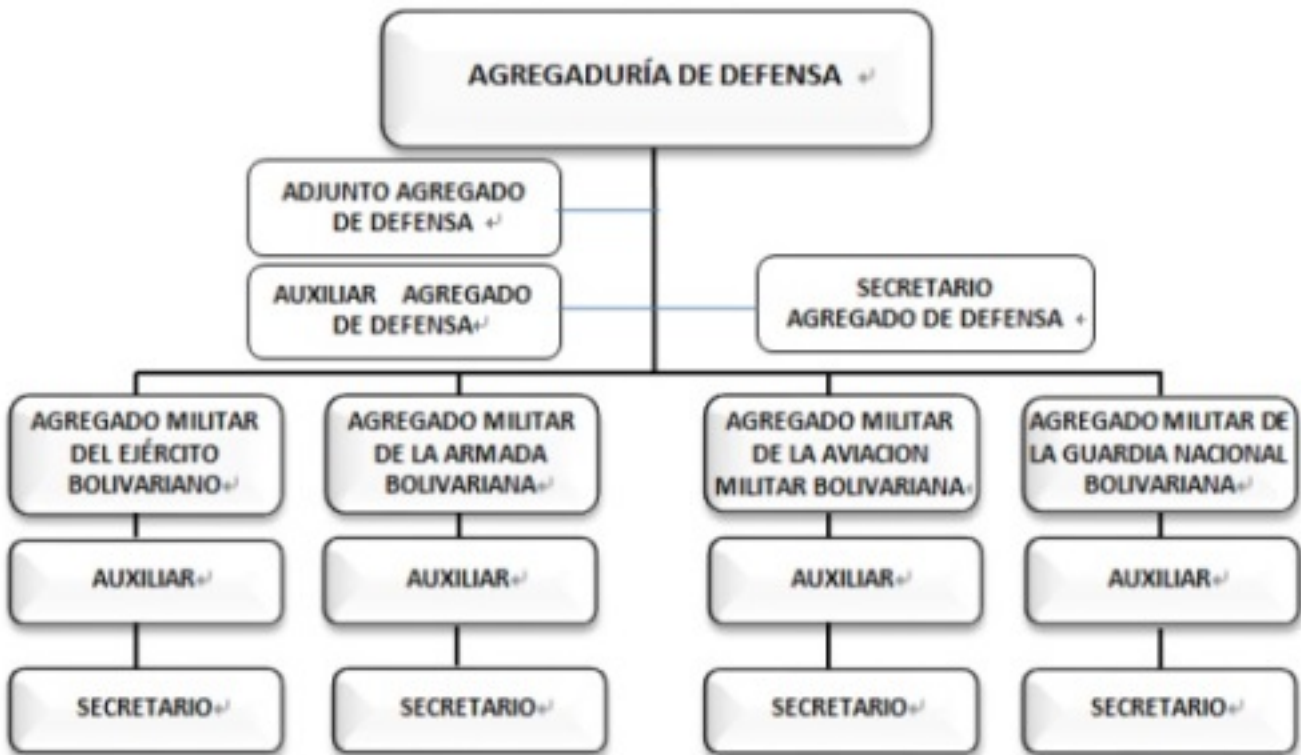 AGREGADURÍA DE DEFENSA
ADJUNTO AGREGADO
DE DEFENSA
AUXILIAR AGREGADO
DE DEFENSA
SECRETARIO
AGREGADO DE DEFENSA
AGREGADO MILITAR
DEL EJÉRCITO
BOLIVARIANO
AGREGADO MILITAR
DE LA ARMADA
BOLIVARIANA
AGREGADO MILITAR
DE LA AVIACION
MILITAR BOLIVARIANA
AGREGADO MILITAR DE
LA GUARDIA NACIONAL
BOLIVARIANA
AUXILIAR
AUXILIAR
AUXILIAR
AUXILIAR
SECRETARIO
SECRETARIO
SECRETARIO
SECRETARIO